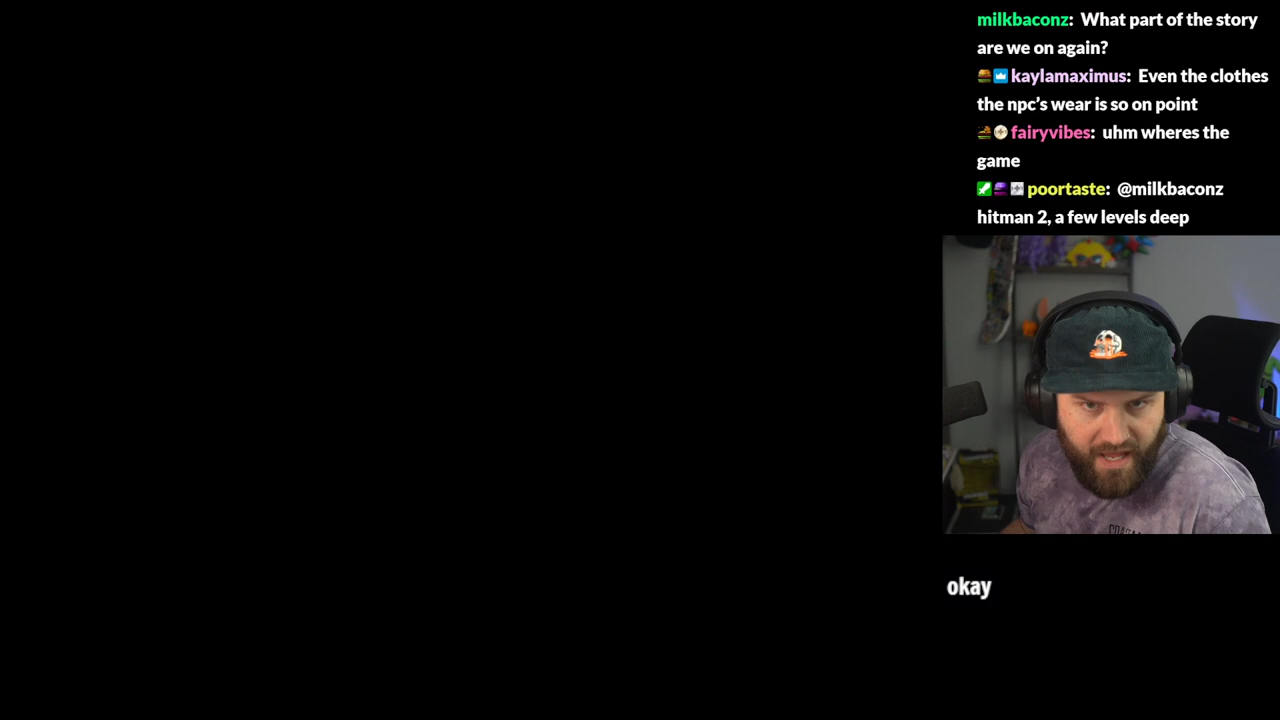 milkbaconz: What part of the story
are we on again?
kaylamaximus: Even the clothes
the npc's wear is so on point
fairyvibes: uhm wheres the
game
poortaste: @milkbaconz
hitman 2, a few levels deep
okay